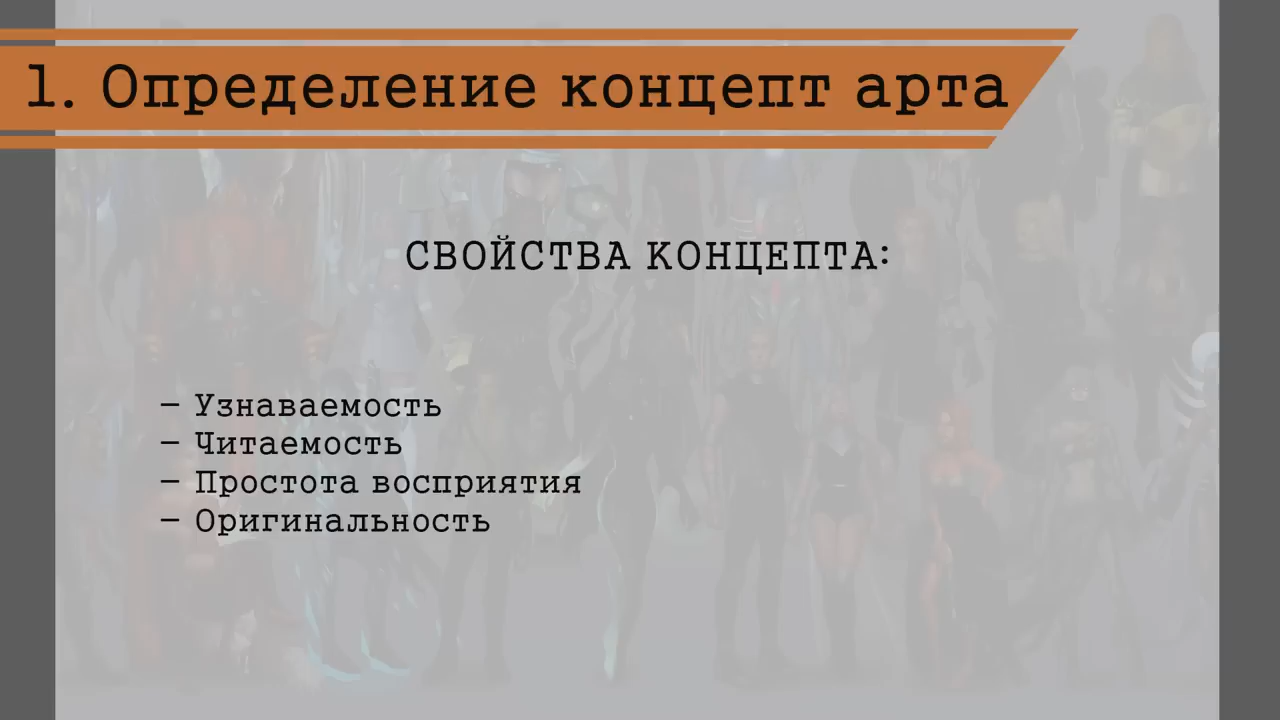 1. Определение концепт арта
СВОЙСТВА КОНЦЕПТА:
— Узнаваемость
— Читаемость
— Простота восприятия
— Оригинальность